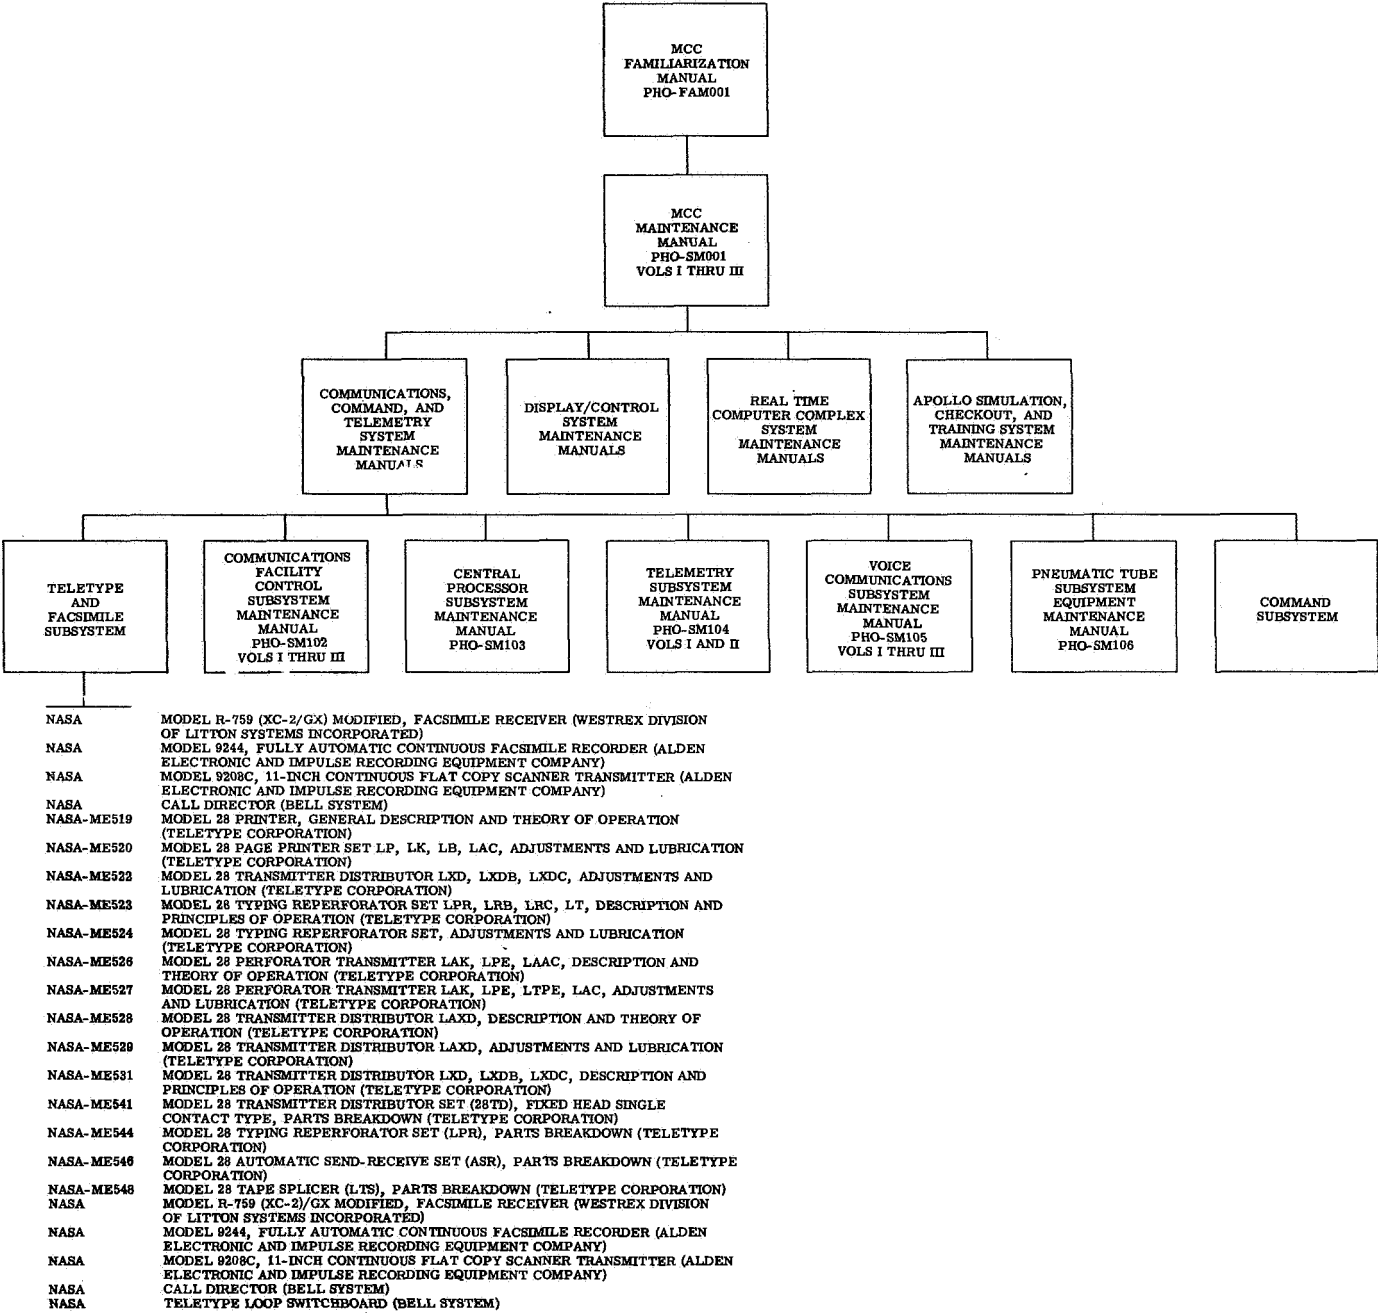 MCC
FAMILIARIZATION
MANUAL
PHO-FAM001
MCC
MAINTENANCE
MANUAL
PHO-SM001
VOLS I THRU III
COMMUNICATIONS,
COMMAND, AND
TELEMETRY
SYSTEM
MAINTENANCE
MANUALS
DISPLAY/CONTROL
SYSTEM
MAINTENANCE
MANUALS
REAL TIME
COMPUTER COMPLEX
SYSTEM
MAINTENANCE
MANUALS
APOLLO SIMULATION,
CHECKOUT, AND
TRAINING SYSTEM
MAINTENANCE
MANUALS
TELETYPE
AND
FACSIMILE
SUBSYSTEM
COMMUNICATIONS
FACILITY
CONTROL
SUBSYSTEM
MAINTENANCE
MANUAL
PHO-SM102
VOLS I THRU III
CENTRAL
PROCESSOR
SUBSYSTEM
MAINTENANCE
MANUAL
PHO-SM103
TELEMETRY
SUBSYSTEM
MAINTENANCE
MANUAL
PHO-SM104
VOLS I AND II
VOICE
COMMUNICATIONS
SUBSYSTEM
MAINTENANCE
MANUAL
PHO-SM105
VOLS I THRU III
PNEUMATIC TUBE
SUBSYSTEM
EQUIPMENT
MAINTENANCE
MANUAL
PHO-SM106
COMMAND
SUBSYSTEM
NASA MODEL R-759 (XC-2/GX) MODIFIED, FACSIMILE RECEIVER (WESTREX DIVISION
OF LITTON SYSTEMS INCORPORATED)
NASA MODEL 9244, FULLY AUTOMATIC CONTINUOUS FACSIMILE RECORDER (ALDEN
ELECTRONIC AND IMPULSE RECORDING EQUIPMENT COMPANY)
NASA MODEL 9208C, 11-INCH CONTINUOUS FLAT COPY SCANNER TRANSMITTER (ALDEN
ELECTRONIC AND IMPULSE RECORDING EQUIPMENT COMPANY)
NASA CALL DIRECTOR (BELL SYSTEM)
NASA-ME519 MODEL 28 PRINTER, GENERAL DESCRIPTION AND THEORY OF OPERATION
(TELETYPE CORPORATION)
NASA-ME520 MODEL 28 PAGE PRINTER SET LP, LK, LB, LAC, ADJUSTMENTS AND LUBRICATION
(TELETYPE CORPORATION)
NASA-ME522 MODEL 28 TRANSMITTER DISTRIBUTOR LXD, LXDB, LXDC, ADJUSTMENTS AND
LUBRICATION (TELETYPE CORPORATION)
NASA-ME523 MODEL 28 TYPING REPERFORATOR SET LPR, LRB, LRC, LT, DESCRIPTION AND
PRINCIPLES OF OPERATION (TELETYPE CORPORATION)
NASA-ME524 MODEL 28 TYPING REPERFORATOR SET, ADJUSTMENTS AND LUBRICATION
(TELETYPE CORPORATION)
NASA-ME526 MODEL 28 PERFORATOR TRANSMITTER LAK, LPE, LAAC, DESCRIPTION AND
THEORY OF OPERATION (TELETYPE CORPORATION)
NASA-ME527 MODEL 28 PERFORATOR TRANSMITTER LAK, LPE, LTPE, LAC, ADJUSTMENTS
AND LUBRICATION (TELETYPE CORPORATION)
NASA-ME528 MODEL 28 TRANSMITTER DISTRIBUTOR LAXD, DESCRIPTION AND THEORY OF
OPERATION (TELETYPE CORPORATION)
NASA-ME529 MODEL 28 TRANSMITTER DISTRIBUTOR LAXD, ADJUSTMENTS AND LUBRICATION
(TELETYPE CORPORATION)
NASA-ME531 MODEL 28 TRANSMITTER DISTRIBUTOR LXD, LXDB, LXDC, DESCRIPTION AND
PRINCIPLES OF OPERATION (TELETYPE CORPORATION)
NASA-ME541 MODEL 28 TRANSMITTER DISTRIBUTOR SET (28TD), FIXED HEAD SINGLE
CONTACT TYPE, PARTS BREAKDOWN (TELETYPE CORPORATION)
NASA-ME544 MODEL 28 TYPING REPERFORATOR SET (LPR), PARTS BREAKDOWN (TELETYPE
CORPORATION)
NASA-ME546 MODEL 28 AUTOMATIC SEND-RECEIVE SET (ASR), PARTS BREAKDOWN (TELETYPE
CORPORATION)
NASA-ME548 MODEL 28 TAPE SPLICER (LTS), PARTS BREAKDOWN (TELETYPE CORPORATION)
NASA MODEL R-759 (XC-2)/GX MODIFIED, FACSIMILE RECEIVER (WESTREX DIVISION
OF LITTON SYSTEMS INCORPORATED)
NASA MODEL 9244, FULLY AUTOMATIC CONTINUOUS FACSIMILE RECORDER (ALDEN
ELECTRONIC AND IMPULSE RECORDING EQUIPMENT COMPANY)
NASA MODEL 9208C, 11-INCH CONTINUOUS FLAT COPY SCANNER TRANSMITTER (ALDEN
ELECTRONIC AND IMPULSE RECORDING EQUIPMENT COMPANY)
NASA CALL DIRECTOR (BELL SYSTEM)
NASA TELETYPE LOOP SWITCHBOARD (BELL SYSTEM)